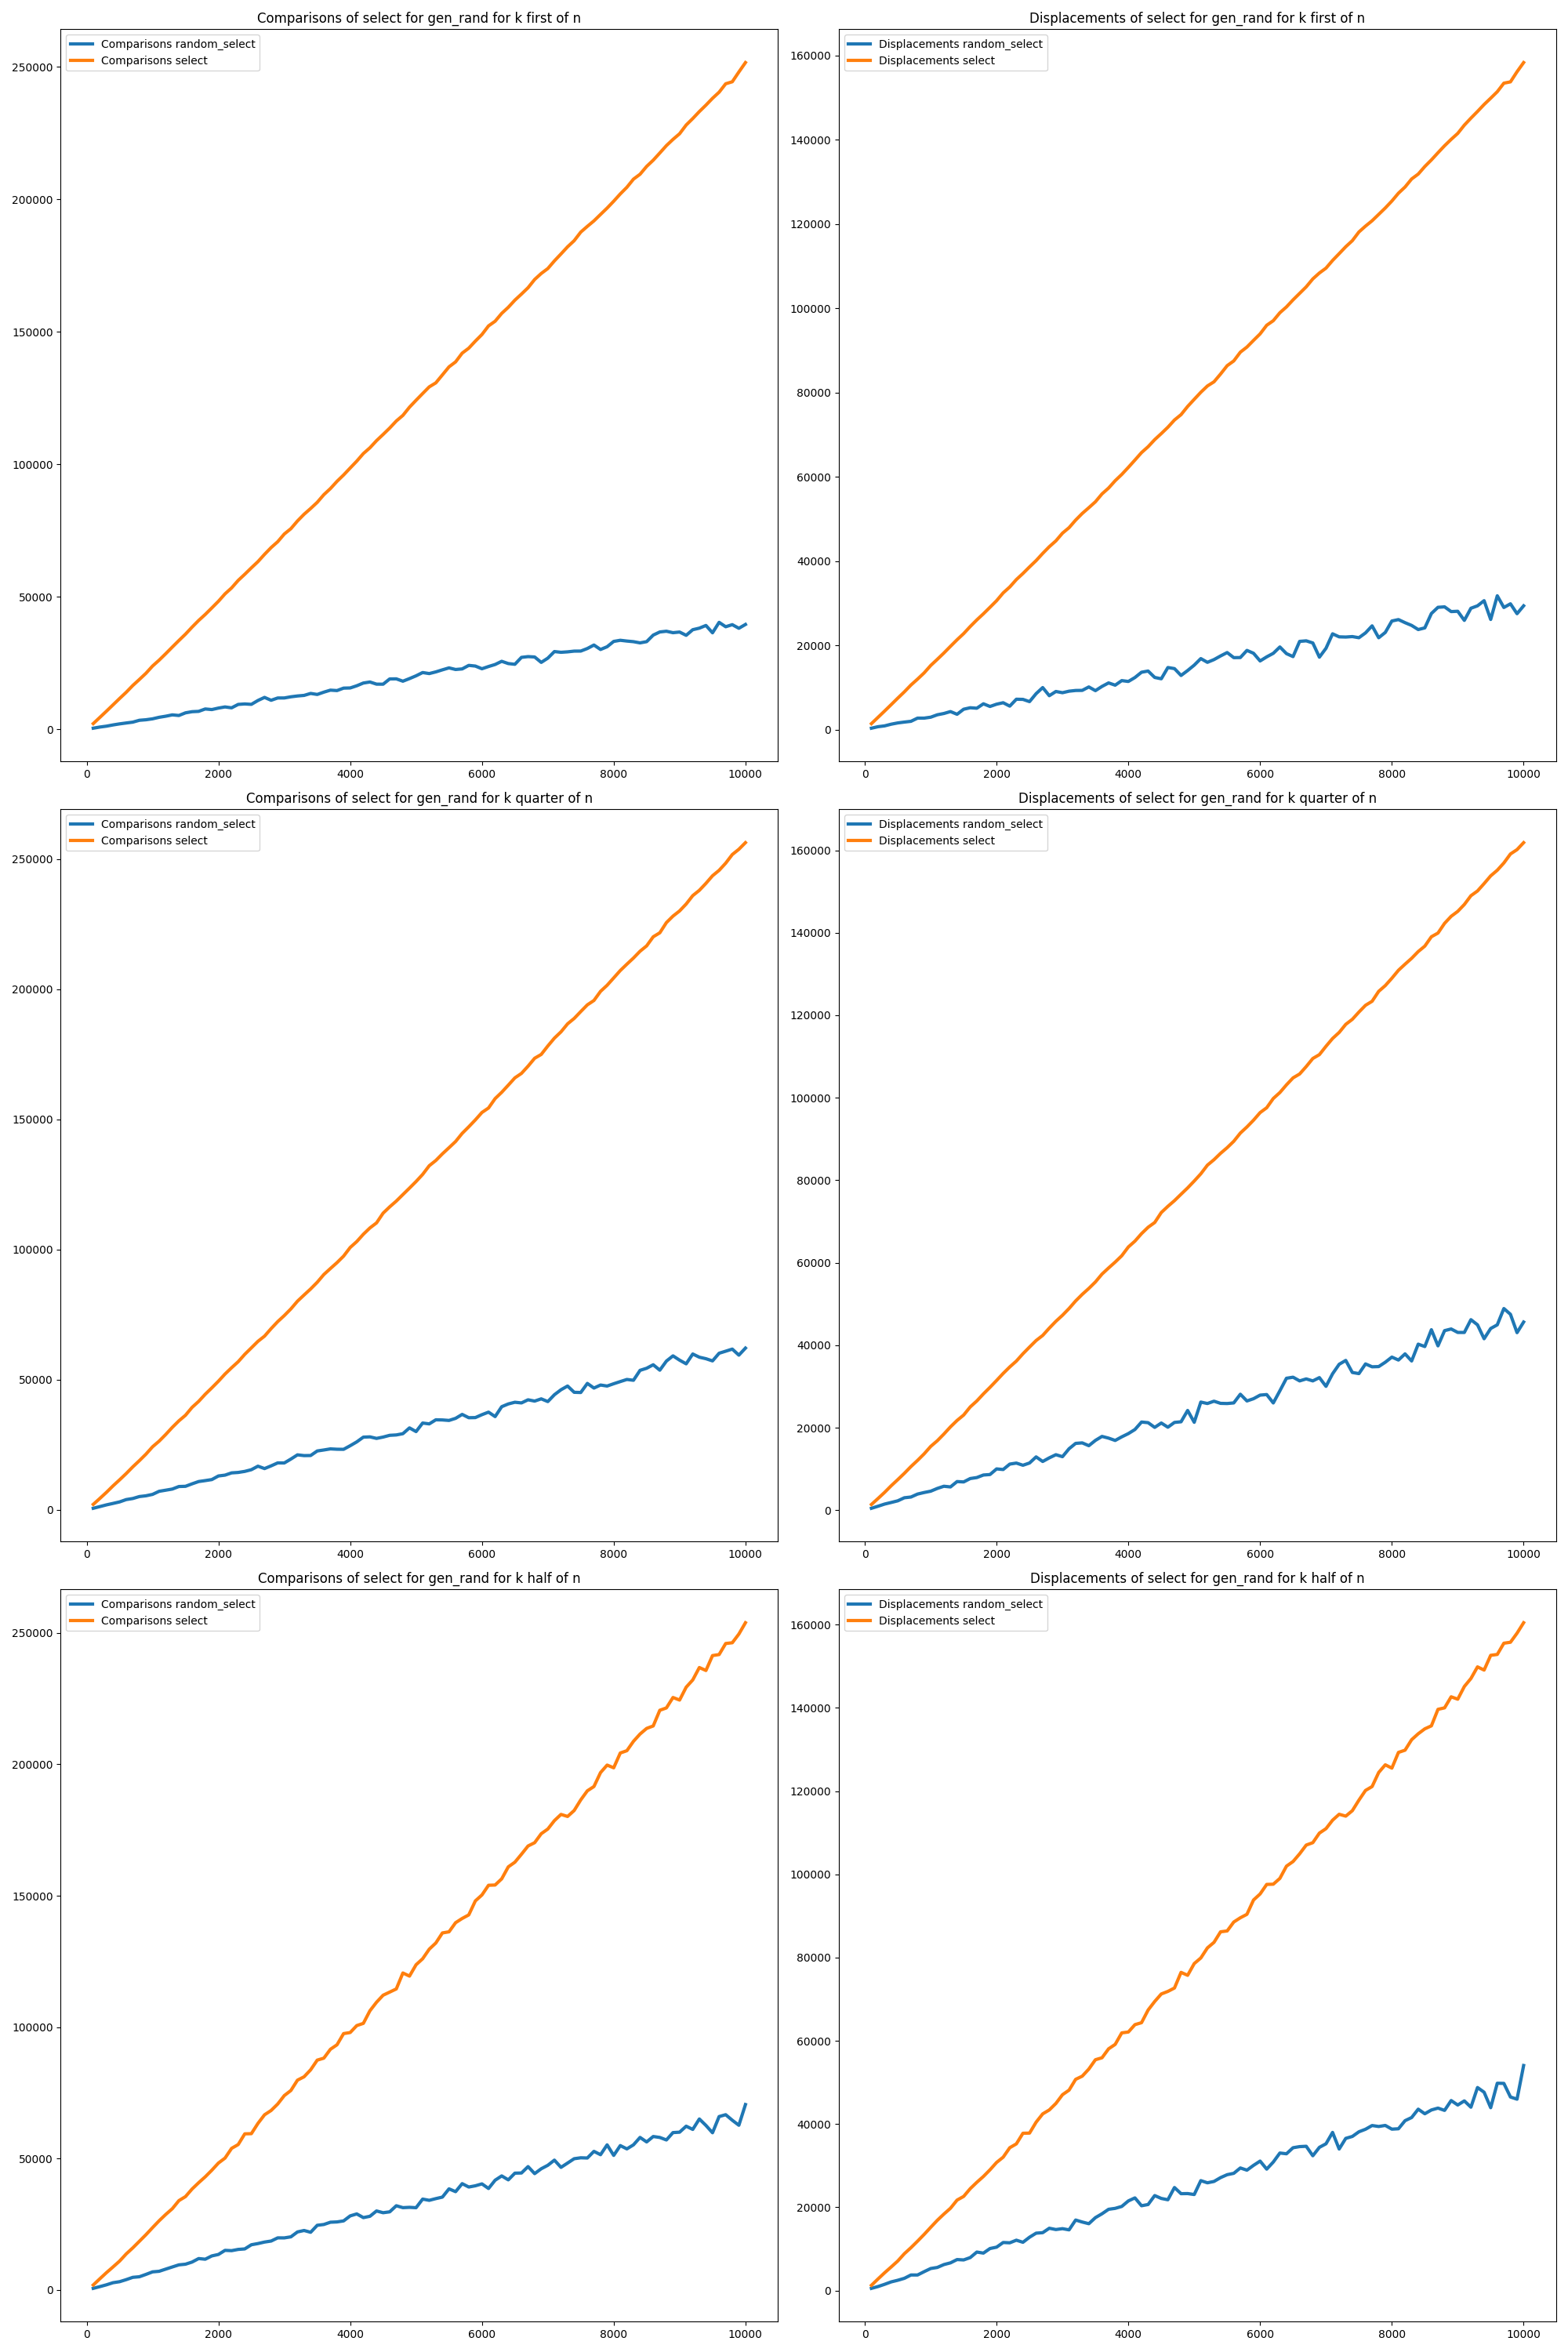 Comparisons of select for gen_rand for k first of n
Comparisons random_select
Comparisons select
250000
200000
150000
100000
50000
0
0 2000 4000 6000 8000 10000
Displacements of select for gen_rand for k first of n
Displacements random_select
Displacements select
160000
140000
120000
100000
80000
60000
40000
20000
0
0 2000 4000 6000 8000 10000
Comparisons of select for gen_rand for k quarter of n
Comparisons random_select
Comparisons select
250000
200000
150000
100000
50000
0
0 2000 4000 6000 8000 10000
Displacements of select for gen_rand for k quarter of n
Displacements random_select
Displacements select
160000
140000
120000
100000
80000
60000
40000
20000
0
0 2000 4000 6000 8000 10000
Comparisons of select for gen_rand for k half of n
Comparisons random_select
Comparisons select
250000
200000
150000
100000
50000
0
0 2000 4000 6000 8000 10000
Displacements of select for gen_rand for k half of n
Displacements random_select
Displacements select
160000
140000
120000
100000
80000
60000
40000
20000
0
0 2000 4000 6000 8000 10000